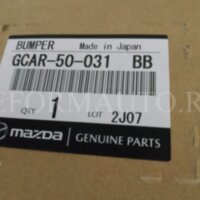 BUMPER Made in Japan
GCAR-50-031 BB
QTY 1 LOT 2J07
mazda GENUINE PARTS